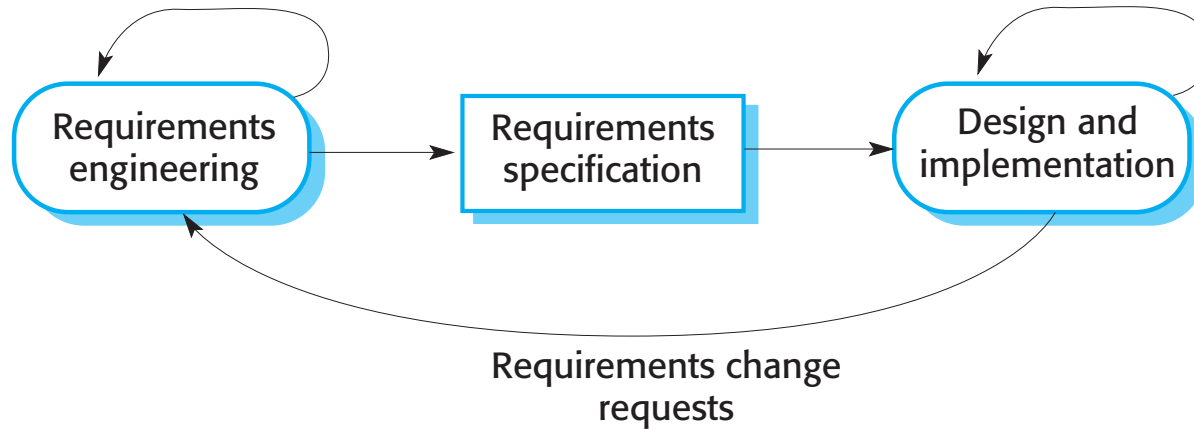 Requirements
engineering
Requirements
specification
Design and
implementation
Requirements change
requests